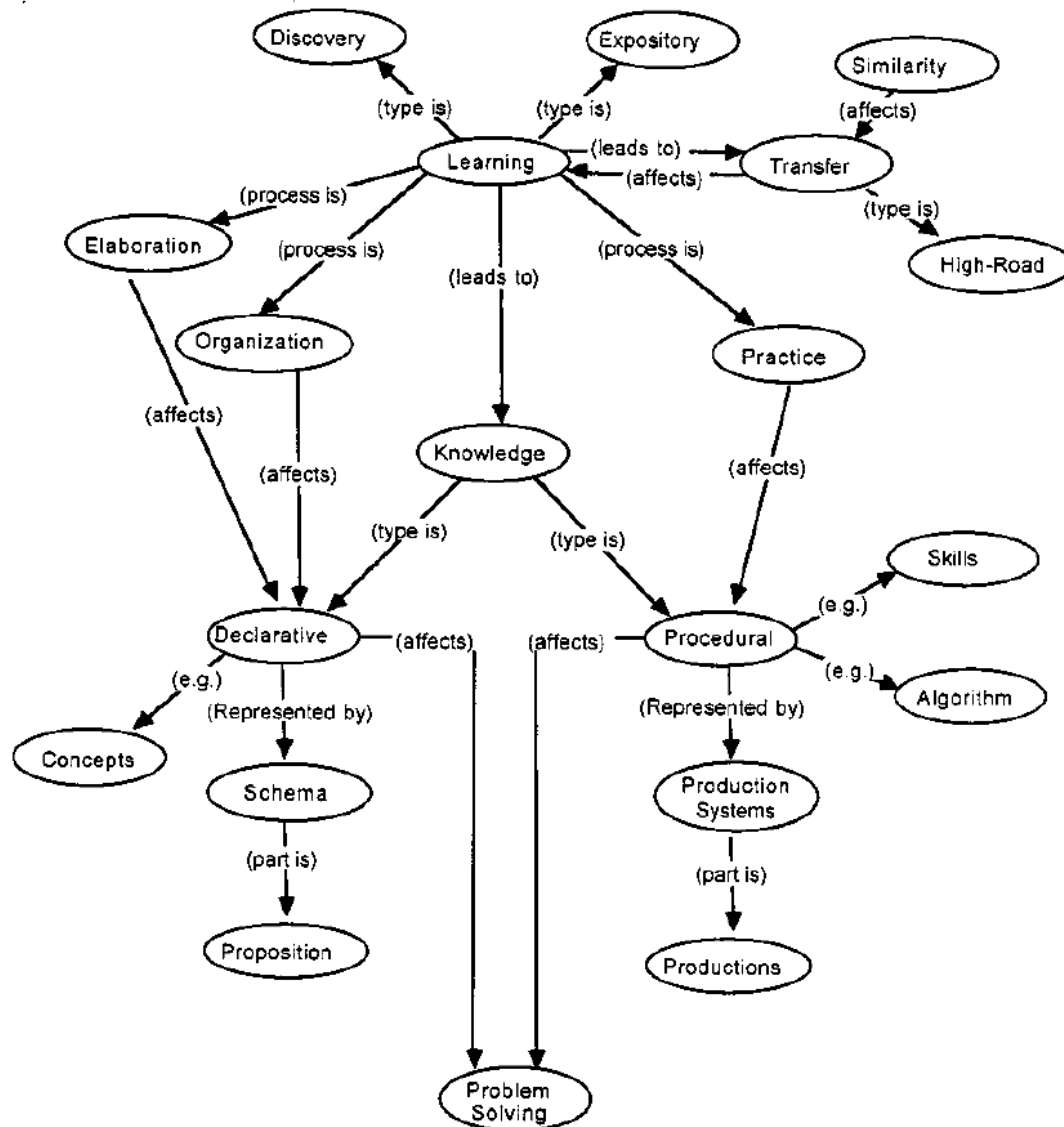 Discovery
Expository
Similarity
(type is)
(type is)
(affects)
Learning
(leads to)
(affects)
Transfer
(process is)
(type is)
Elaboration
(process is)
(leads to)
(process is)
High-Road
Organization
Practice
(affects)
(affects)
Knowledge
(affects)
(type is)
(type is)
Skills
(e.g.)
Declarative
(affects)
(affects)
Procedural
(e.g.)
(e.g.)
Algorithm
(Represented by)
(Represented by)
Concepts
Schema
Production
Systems
(part is)
(part is)
Proposition
Productions
Problem
Solving